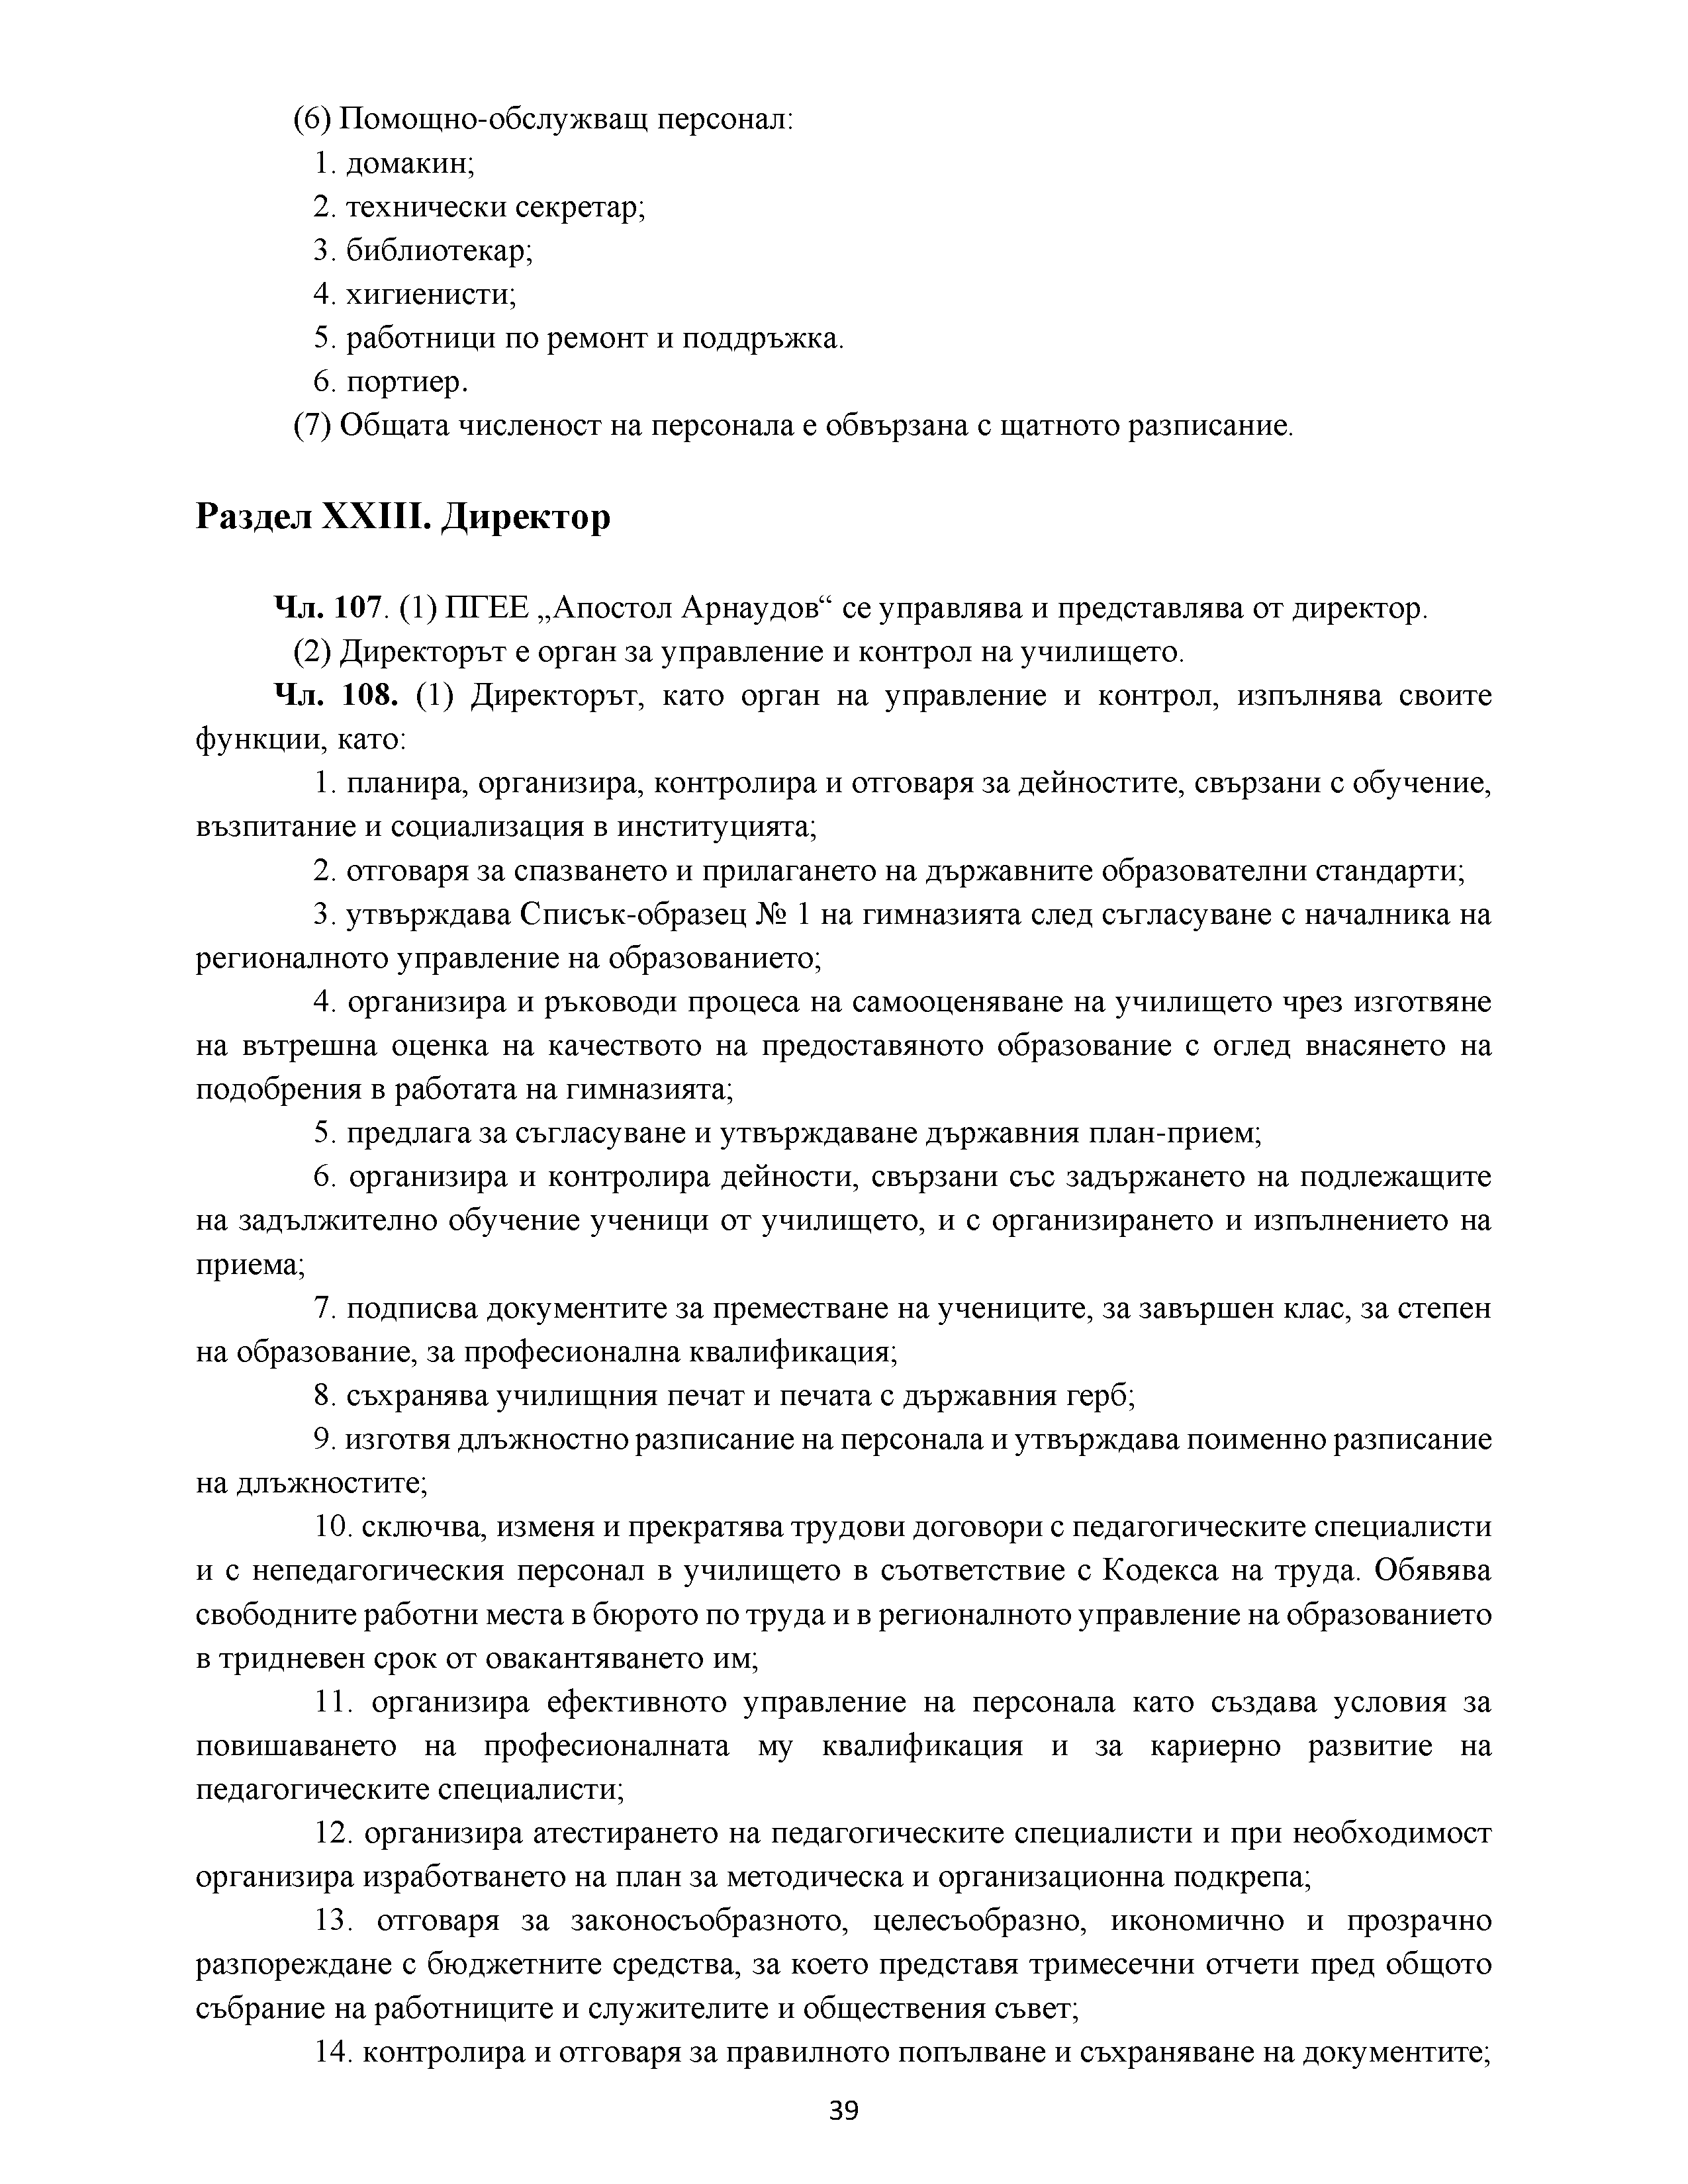 (6) Помощно-обслужващ персонал:
1. домакин;
2. технически секретар;
3. библиотекар;
4. хигиенисти;
5. работници по ремонт и поддръжка.
6. портиер.
(7) Общата численост на персонала е обвързана с щатното разписание.
Раздел XXIII. Директор
Чл. 107. (1) ПГЕЕ „Апостол Арнаудов“ се управлява и представлява от директор.
(2) Директорът е орган за управление и контрол на училището.
Чл. 108. (1) Директорът, като орган на управление и контрол, изпълнява своите
функции, като:
1. планира, организира, контролира и отговаря за дейностите, свързани с обучение,
възпитание и социализация в институцията;
2. отговаря за спазването и прилагането на държавните образователни стандарти;
3. утвърждава Списък-образец № 1 на гимназията след съгласуване с началника на
регионалното управление на образованието;
4. организира и ръководи процеса на самооценяване на училището чрез изготвяне
на вътрешна оценка на качеството на предоставяното образование с оглед внасянето на
подобрения в работата на гимназията;
5. предлага за съгласуване и утвърждаване държавния план-прием;
6. организира и контролира дейности, свързани със задържането на подлежащите
на задължително обучение ученици от училището, и с организирането и изпълнението на
приема;
7. подписва документите за преместване на учениците, за завършен клас, за степен
на образование, за професионална квалификация;
8. съхранява училищния печат и печата с държавния герб;
9. изготвя длъжностно разписание на персонала и утвърждава поименно разписание
на длъжностите;
10. сключва, изменя и прекратява трудови договори с педагогическите специалисти
и с непедагогическия персонал в училището в съответствие с Кодекса на труда. Обявява
свободните работни места в бюрото по труда и в регионалното управление на образованието
в тридневен срок от овакантяването им;
11. организира ефективното управление на персонала като създава условия за
повишаването на професионалната му квалификация и за кариерно развитие на
педагогическите специалисти;
12. организира атестирането на педагогическите специалисти и при необходимост
организира изработването на план за методическа и организационна подкрепа;
13. отговаря за законосъобразното, целесъобразно, икономично и прозрачно
разпореждане с бюджетните средства, за което представя тримесечни отчети пред общото
събрание на работниците и служителите и обществения съвет;
14. контролира и отговаря за правилното попълване и съхраняване на документите;
39